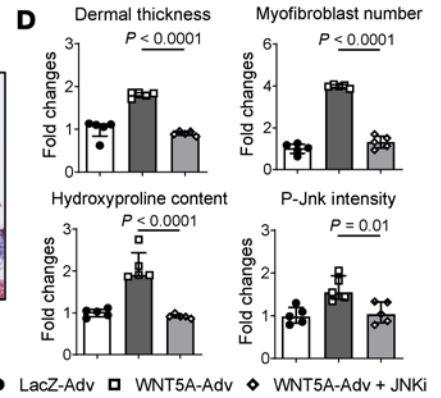 D
Dermal thickness
P < 0.0001
Fold changes
3
2
1
0
Myofibroblast number
P < 0.0001
Fold changes
6
4
2
0
Hydroxyproline content
P < 0.0001
Fold changes
3
2
1
0
P-Jnk intensity
P = 0.01
Fold changes
3
2
1
0
LacZ-Adv WNT5A-Adv WNT5A-Adv + JNKi